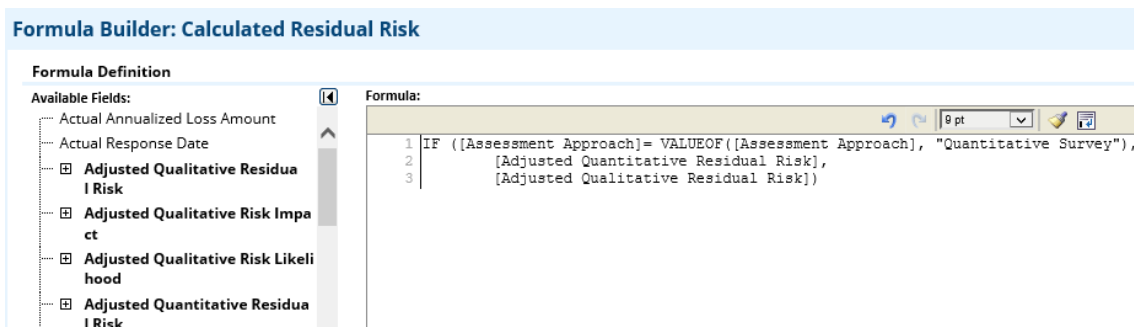 Formula Builder: Calculated Residual Risk
Formula Definition
Available Fields:
Actual Annualized Loss Amount
Actual Response Date
Adjusted Qualitative Residua
l Risk
Adjusted Qualitative Risk Impa
ct
Adjusted Qualitative Risk Likeli
hood
Adjusted Quantitative Residua
l Risk
Formula:
9 pt
1 IF ([Assessment Approach]= VALUEOF([Assessment Approach], "Quantitative Survey"),
2 [Adjusted Quantitative Residual Risk],
3 [Adjusted Qualitative Residual Risk])